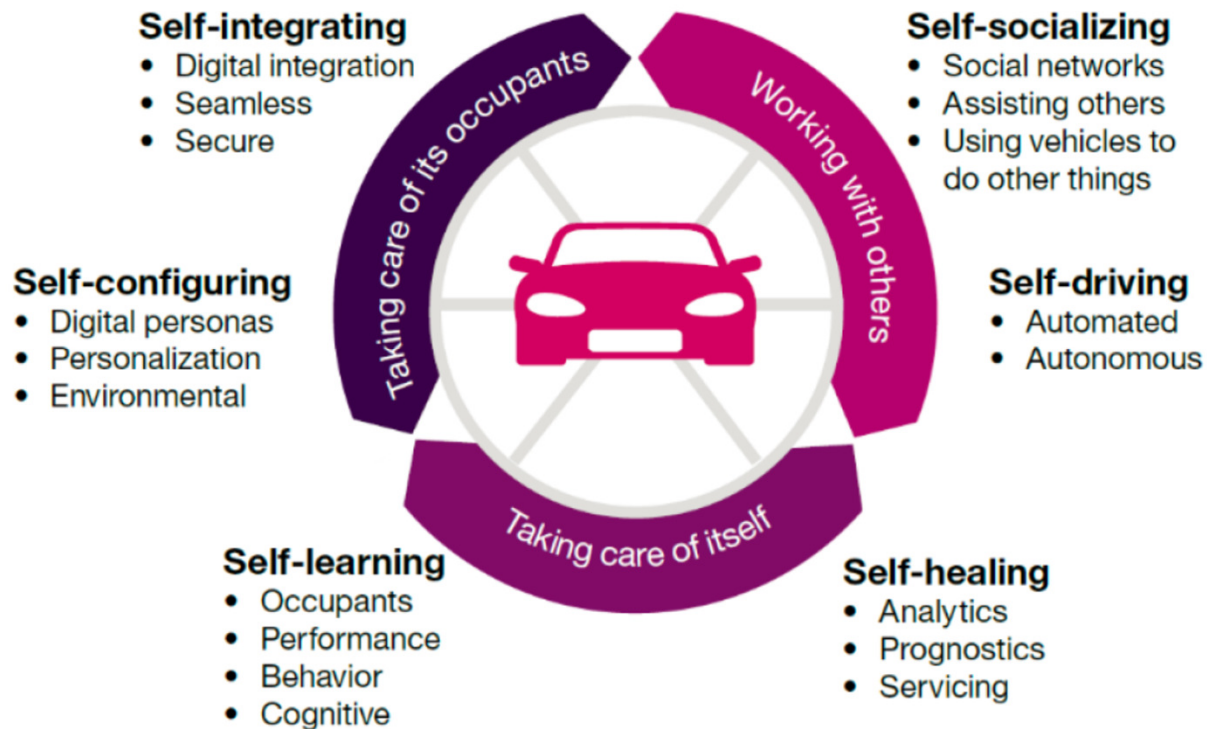 Self-integrating
• Digital integration
• Seamless
• Secure
Taking care of its occupants
Working with others
Self-socializing
• Social networks
• Assisting others
• Using vehicles to
do other things
Self-configuring
• Digital personas
• Personalization
• Environmental
Self-driving
• Automated
• Autonomous
Taking care of itself
Self-learning
• Occupants
• Performance
• Behavior
• Cognitive
Self-healing
• Analytics
• Prognostics
• Servicing